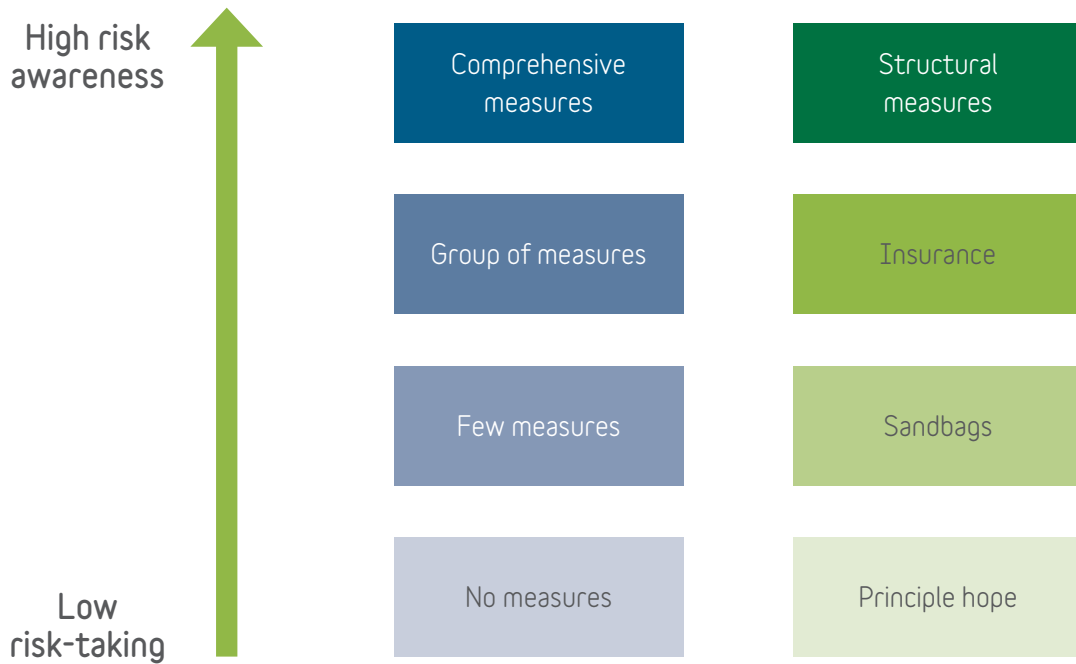 High risk
awareness
Comprehensive
measures
Structural
measures
Group of measures
Insurance
Few measures
Sandbags
No measures
Principle hope
Low
risk-taking